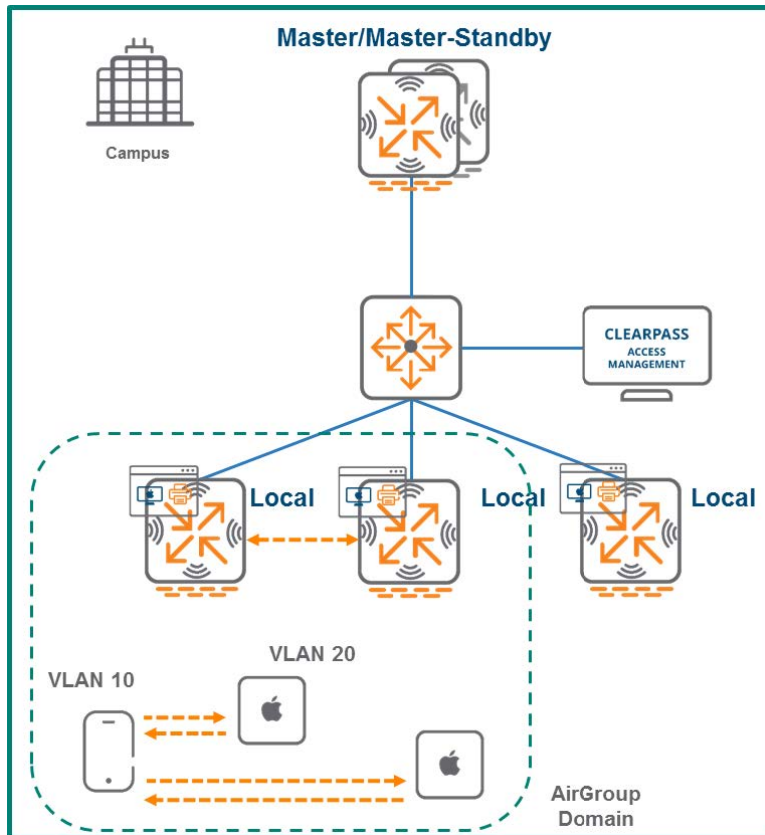 Master/Master-Standby
Campus
CLEARPASS
ACCESS
MANAGEMENT
Local
Local
Local
VLAN 20
VLAN 10
AirGroup
Domain